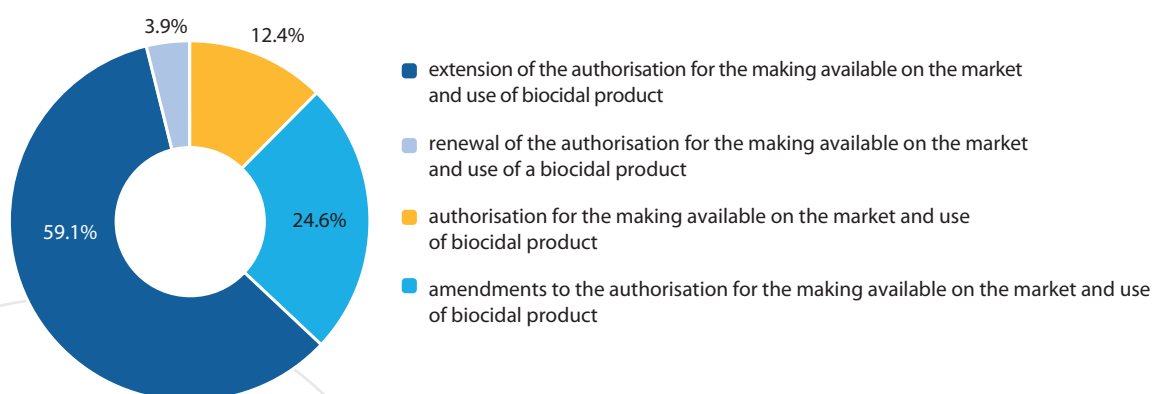 3.9%
12.4%
59.1%
24.6%
extension of the authorisation for the making available on the market
and use of biocidal product
renewal of the authorisation for the making available on the market
and use of a biocidal product
authorisation for the making available on the market and use
of biocidal product
amendments to the authorisation for the making available on the market and use
of biocidal product